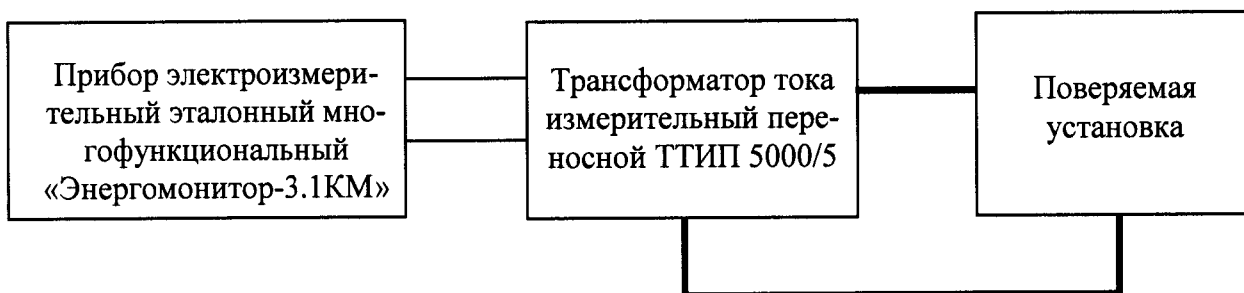 Прибор электроизмери-
тельный эталонный мно-
гофункциональный
«Энергомонитор-3.1КМ»
Трансформатор тока
измерительный пере-
носной ТТИП 5000/5
Поверяемая
установка